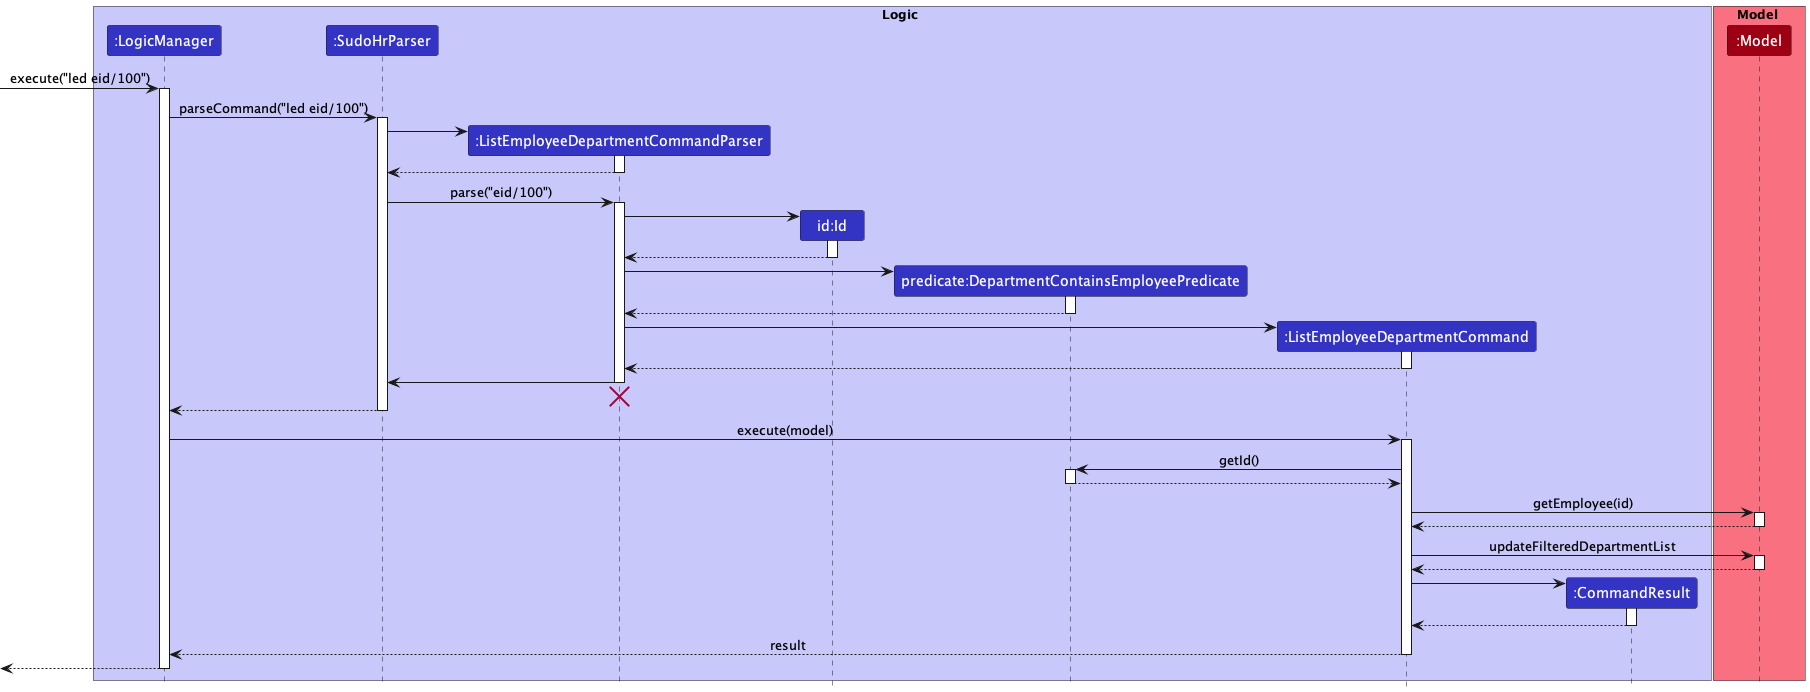 Logic
Model
:LogicManager
:SudoHrParser
:Model
execute("led eid/100")
parseCommand("led eid/100")
:ListEmployeeDepartmentCommandParser
parse("eid/100")
id:Id
predicate:DepartmentContainsEmployeePredicate
:ListEmployeeDepartmentCommand
execute(model)
getId()
getEmployee(id)
updateFilteredDepartmentList
:CommandResult
result